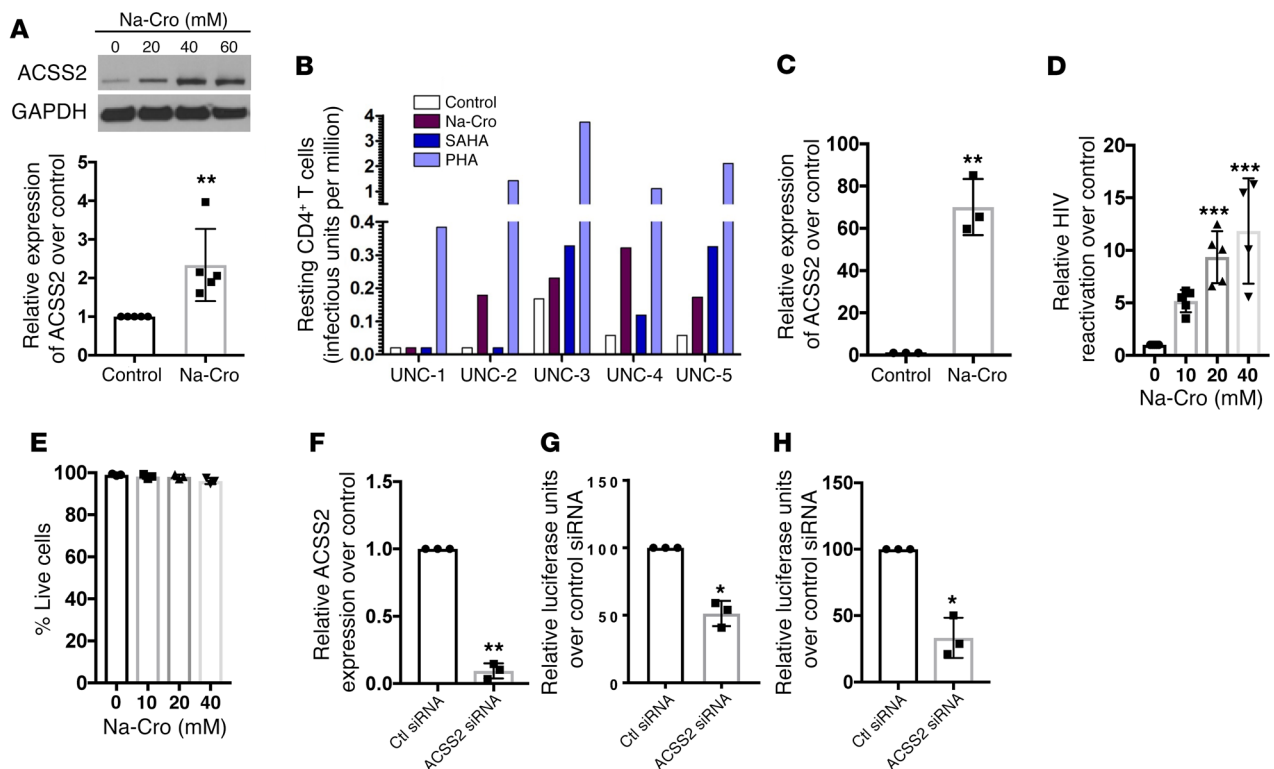 A
Na-Cro (mM)
0 20 40 60
ACSS2
GAPDH
Relative expression
of ACSS2 over control
5
4
3
2
1
0
**
Control Na-Cro
B
Resting CD4⁺ T cells
(infectious units per million)
4
3
2
1
0.4
0.3
0.2
0.1
0.0
Control
Na-Cro
SAHA
PHA
UNC-1 UNC-2 UNC-3 UNC-4 UNC-5
C
Relative expression
of ACSS2 over control
100
80
60
40
20
0
**
Control Na-Cro
D
Relative HIV
reactivation over control
20
15
10
5
0
***
***
0 10 20 40
Na-Cro (mM)
E
% Live cells
100
80
60
40
20
0
0 10 20 40
Na-Cro (mM)
F
Relative ACSS2
expression over control
1.5
1.0
0.5
0.0
**
Ctl siRNA
ACSS2 siRNA
G
Relative luciferase units
over control siRNA
150
100
50
0
*
Ctl siRNA
ACSS2 siRNA
H
Relative luciferase units
over control siRNA
150
100
50
0
*
Ctl siRNA
ACSS2 siRNA